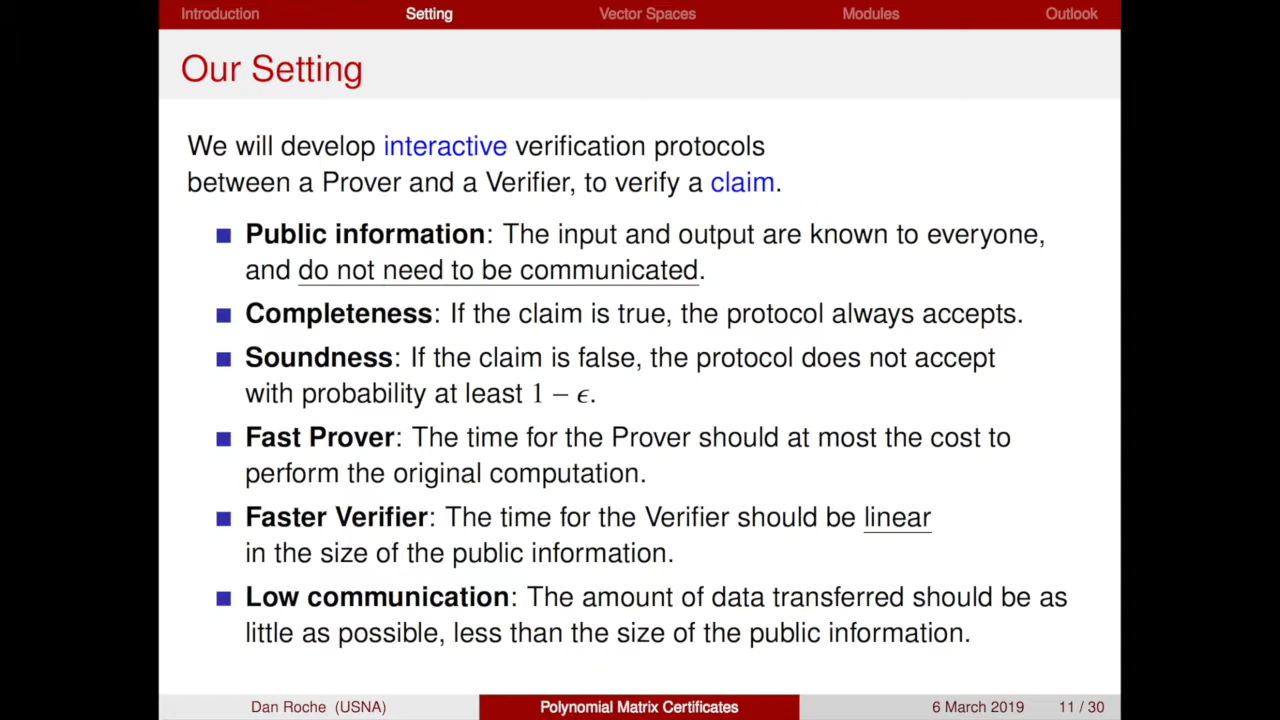 Introduction Setting Vector Spaces Modules Outlook
Our Setting
We will develop interactive verification protocols
between a Prover and a Verifier, to verify a claim.
Public information: The input and output are known to everyone,
and do not need to be communicated.
Completeness: If the claim is true, the protocol always accepts.
Soundness: If the claim is false, the protocol does not accept
with probability at least 1 − ϵ.
Fast Prover: The time for the Prover should at most the cost to
perform the original computation.
Faster Verifier: The time for the Verifier should be linear
in the size of the public information.
Low communication: The amount of data transferred should be as
little as possible, less than the size of the public information.
Dan Roche (USNA) Polynomial Matrix Certificates 6 March 2019 11 / 30